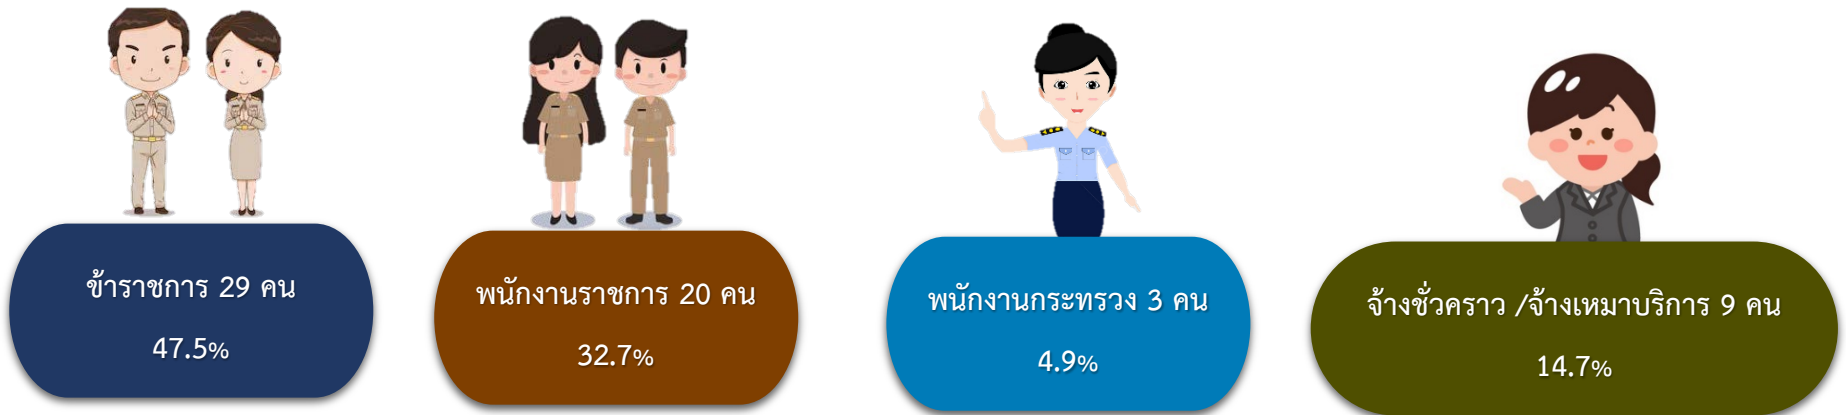 ข้าราชการ 29 คน
47.5%
พนักงานราชการ 20 คน
32.7%
พนักงานกระทรวง 3 คน
4.9%
จ้างชั่วคราว /จ้างเหมาบริการ 9 คน
14.7%